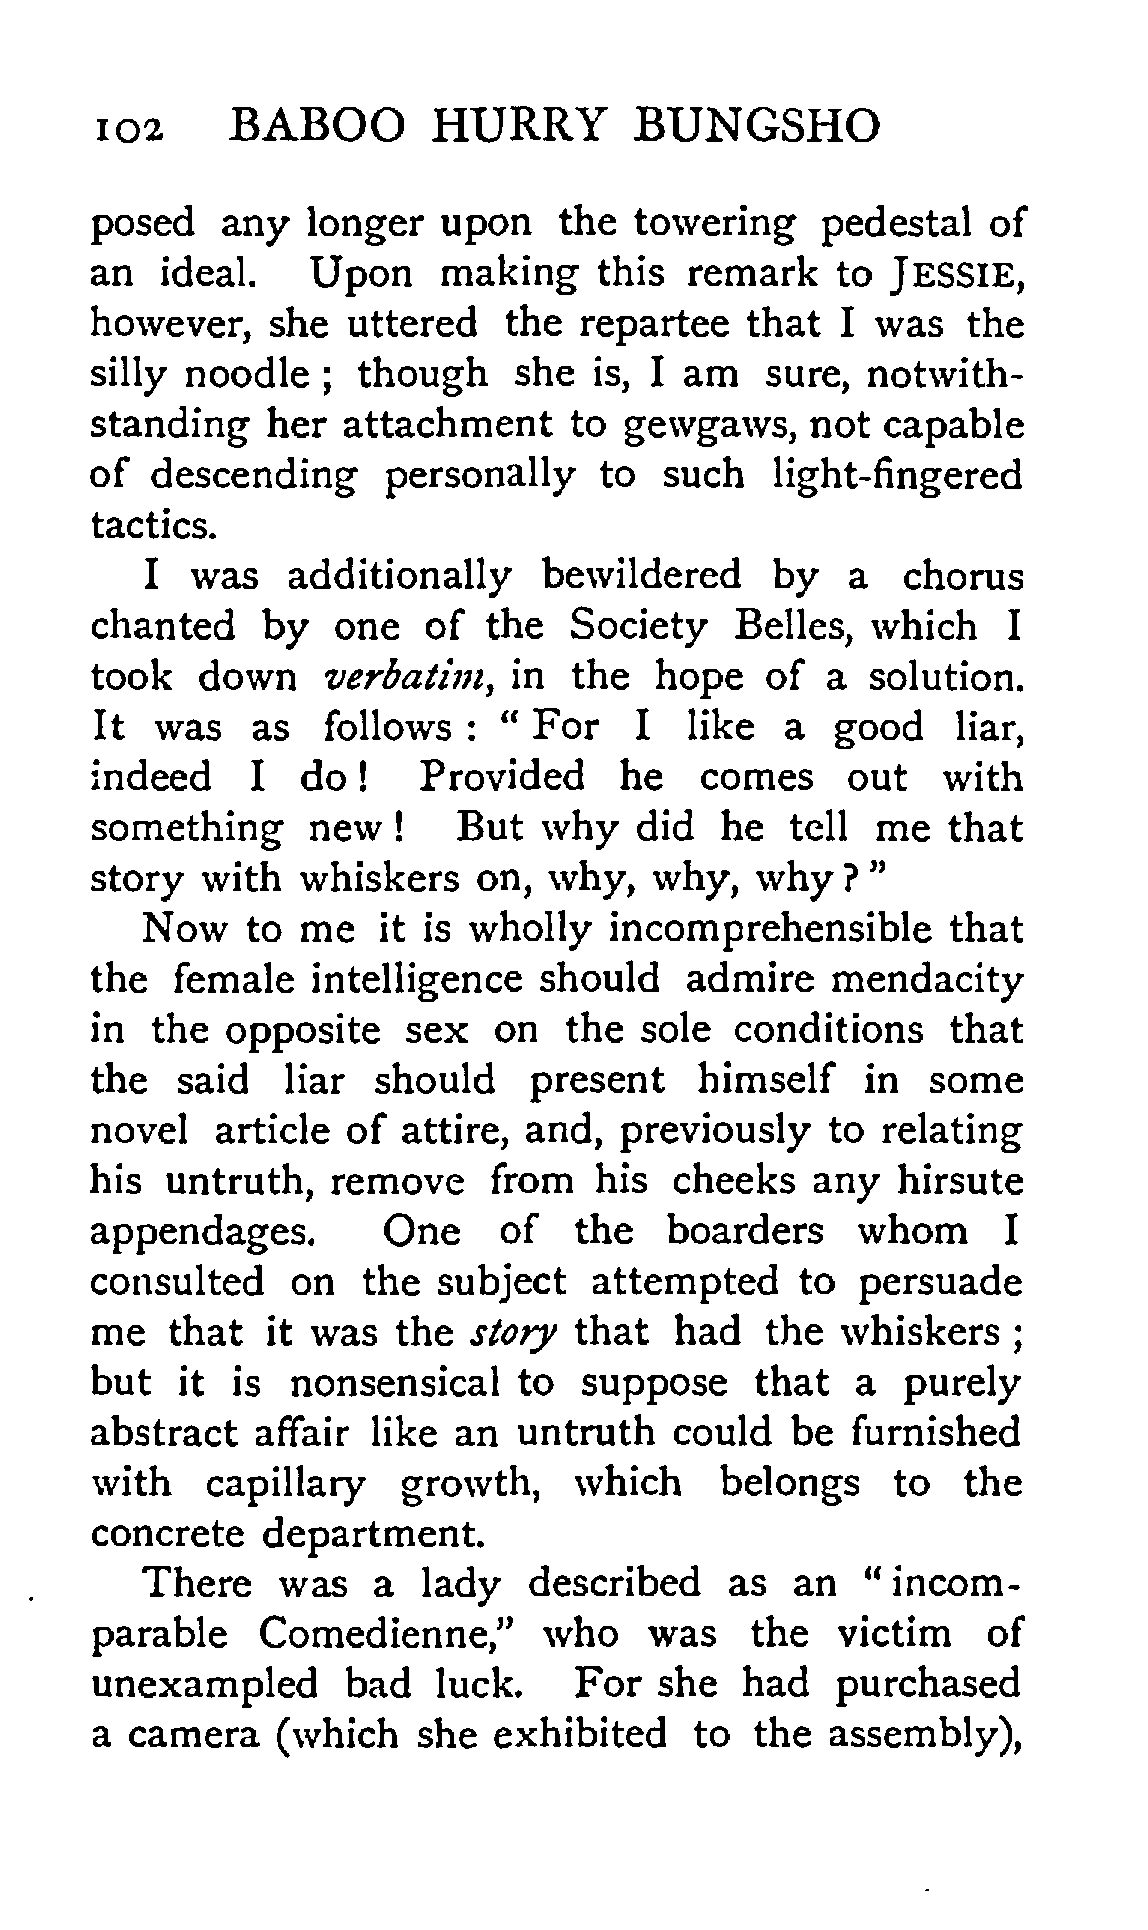 102 BABOO HURRY BUNGSHO
posed any longer upon the towering pedestal of
an ideal. Upon making this remark to JESSIE,
however, she uttered the repartee that I was the
silly noodle ; though she is, I am sure, notwith-
standing her attachment to gewgaws, not capable
of descending personally to such light-fingered
tactics.
I was additionally bewildered by a chorus
chanted by one of the Society Belles, which I
took down verbatim, in the hope of a solution.
It was as follows : “ For I like a good liar,
indeed I do ! Provided he comes out with
something new ! But why did he tell me that
story with whiskers on, why, why, why ? ”
Now to me it is wholly incomprehensible that
the female intelligence should admire mendacity
in the opposite sex on the sole conditions that
the said liar should present himself in some
novel article of attire, and, previously to relating
his untruth, remove from his cheeks any hirsute
appendages. One of the boarders whom I
consulted on the subject attempted to persuade
me that it was the story that had the whiskers ;
but it is nonsensical to suppose that a purely
abstract affair like an untruth could be furnished
with capillary growth, which belongs to the
concrete department.
There was a lady described as an “ incom-
parable Comedienne,” who was the victim of
unexampled bad luck. For she had purchased
a camera (which she exhibited to the assembly),